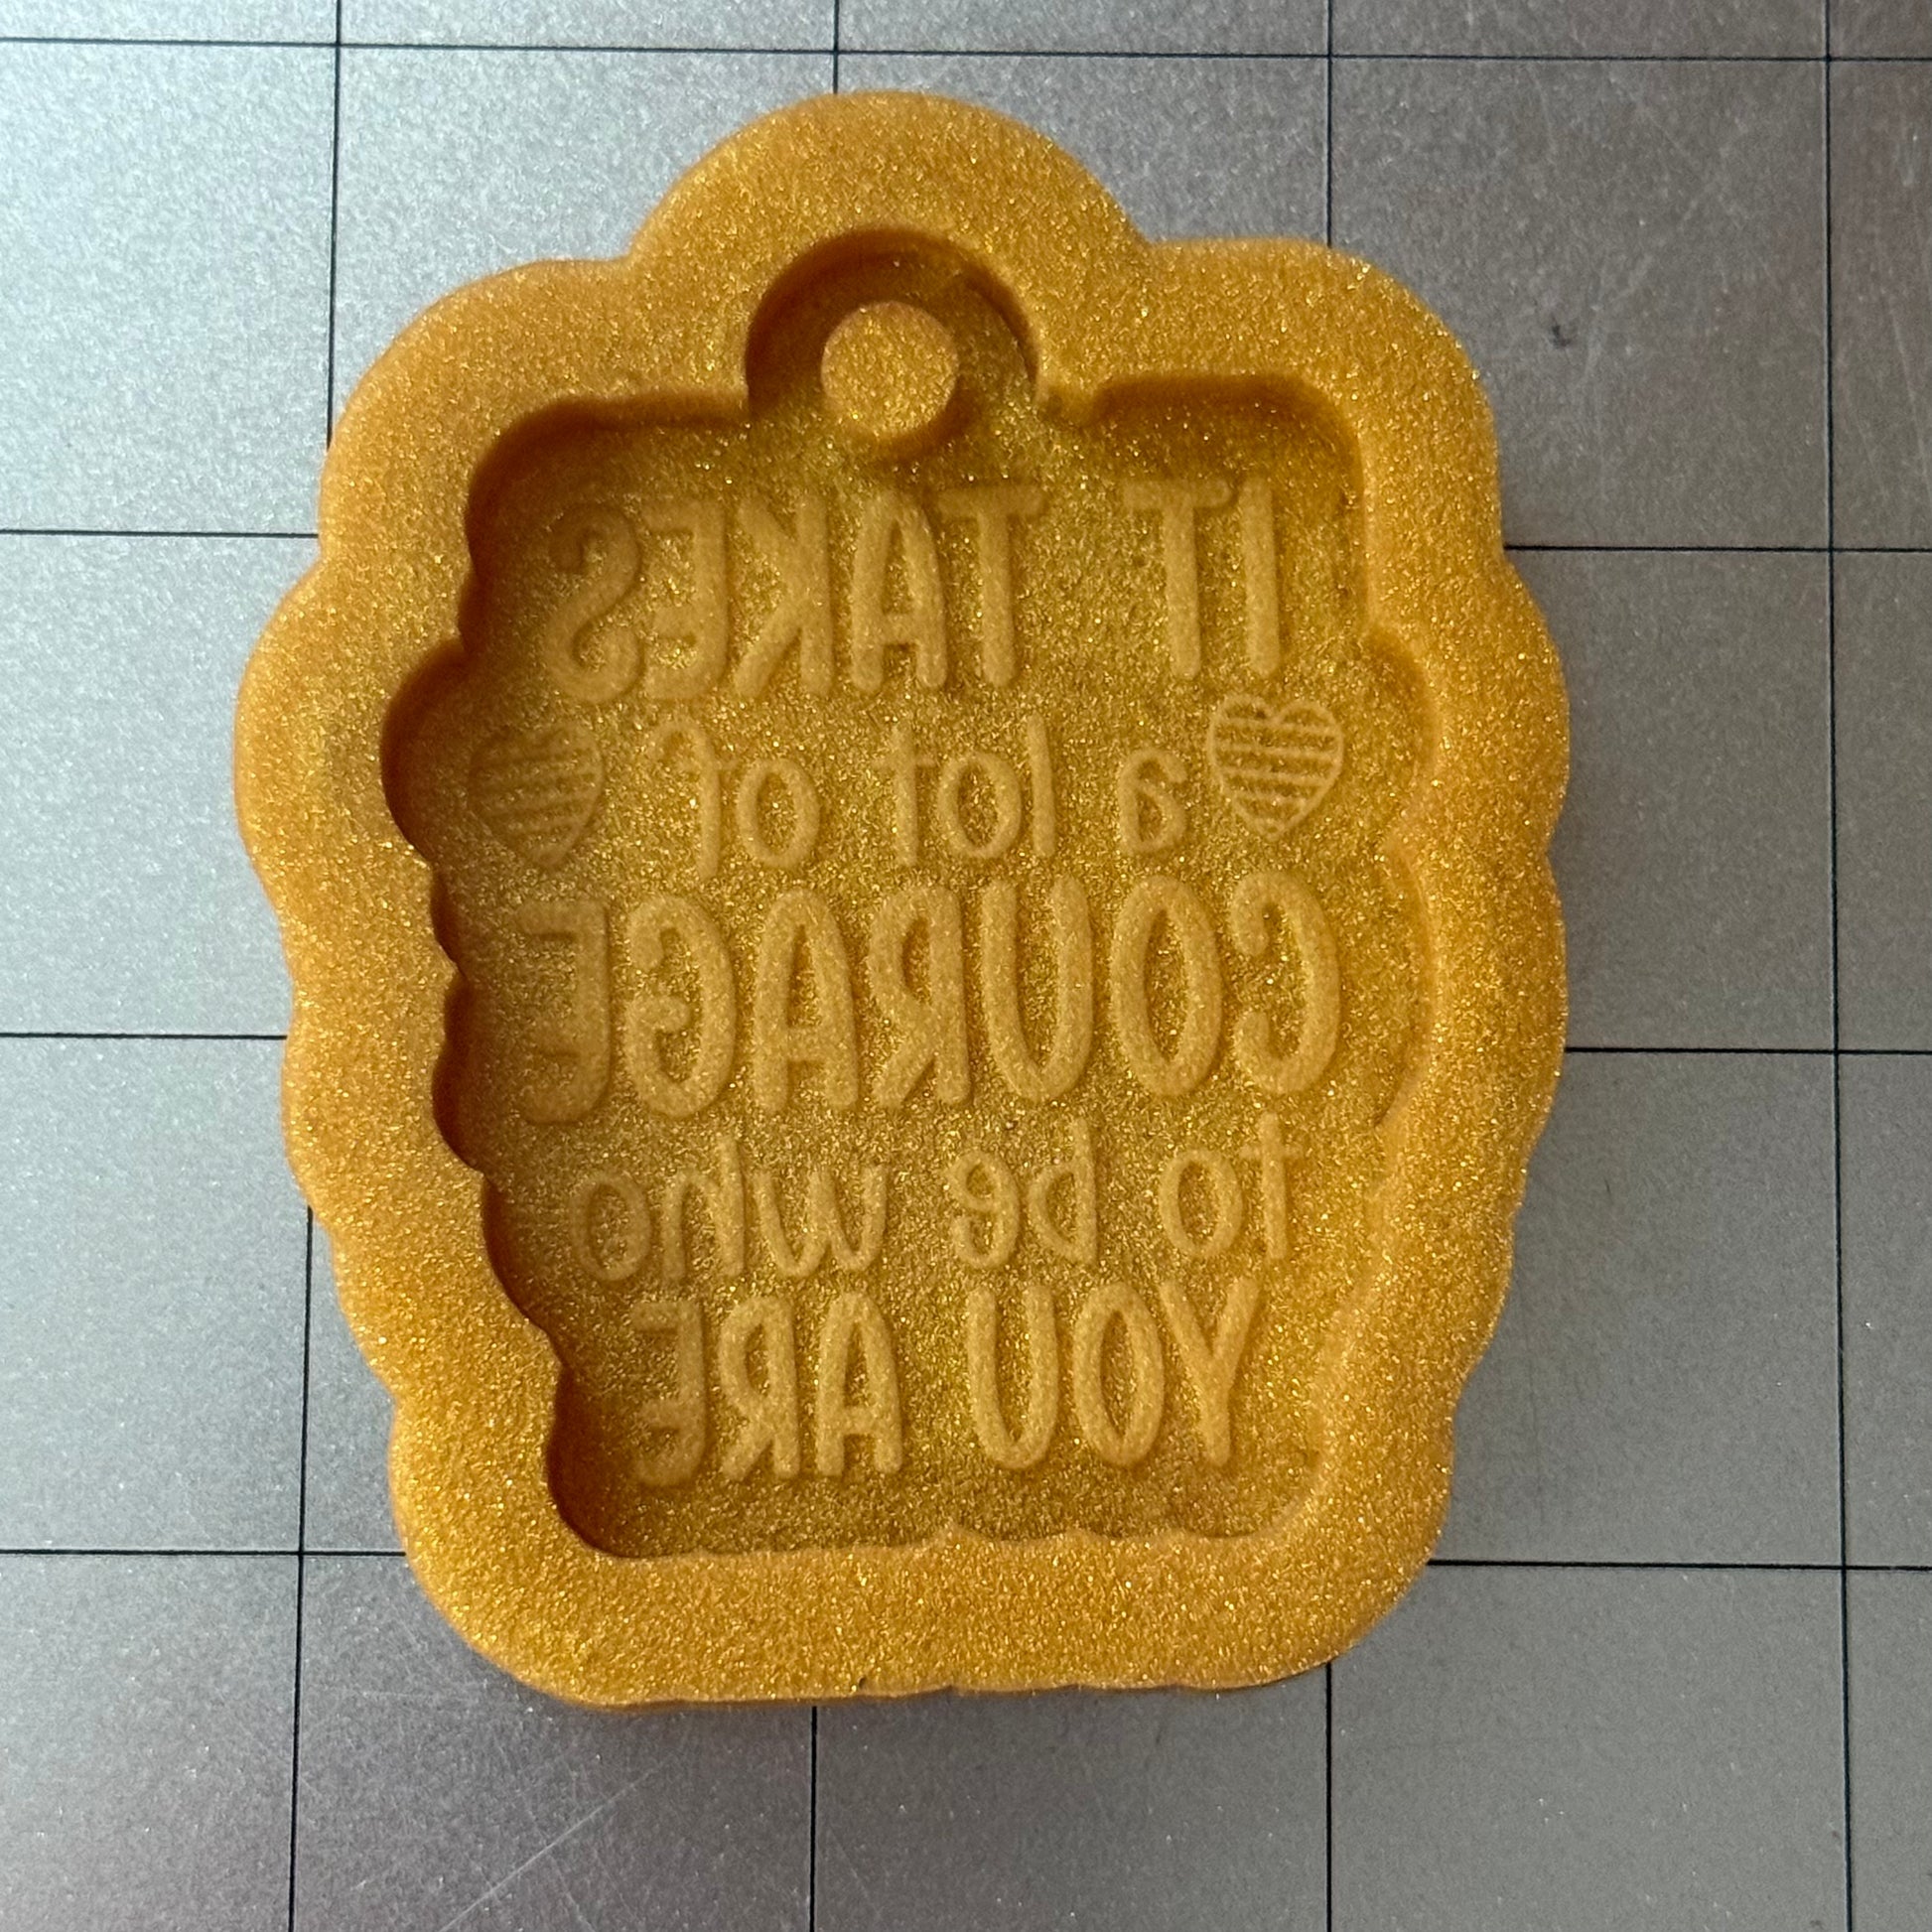 IT TAKES
a lot of
COURAGE
to be who
YOU ARE